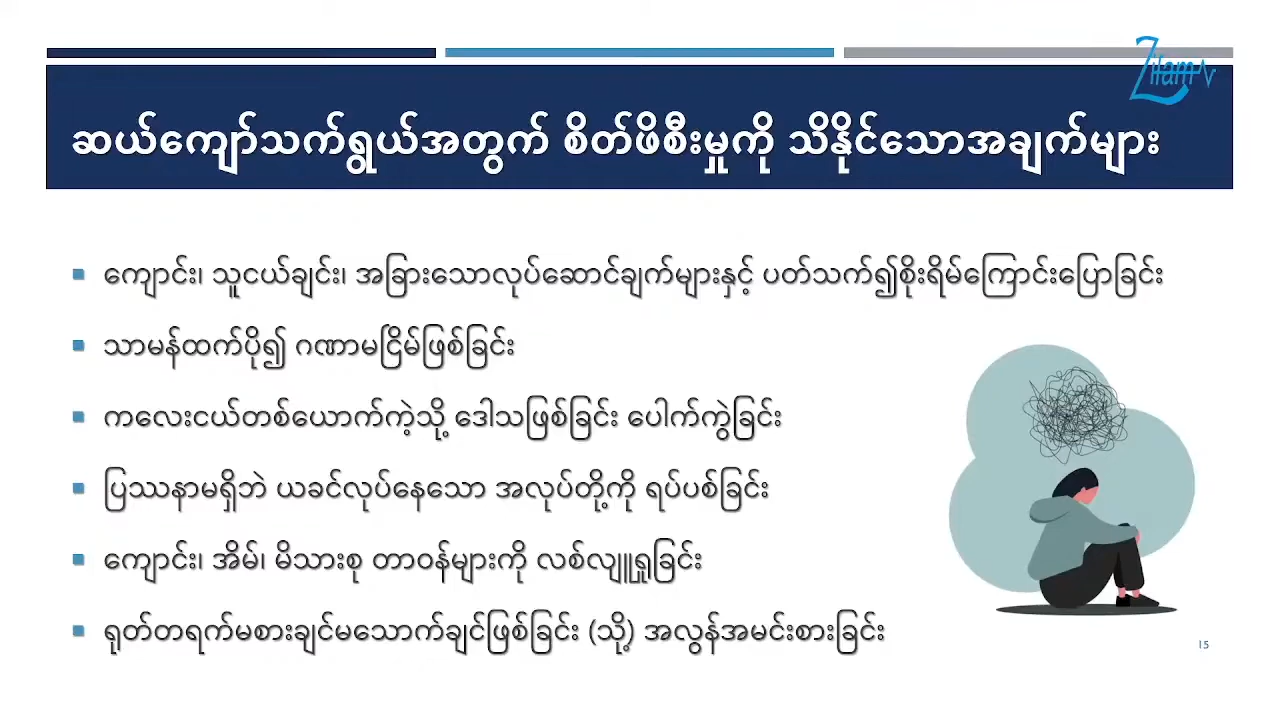 Zilam
ဆယ်ကျော်သက်ရွယ်အတွက် စိတ်ဖိစီးမှုကို သိနိုင်သောအချက်များ
ကျောင်း၊ သူငယ်ချင်း၊ အခြားသောလုပ်ဆောင်ချက်များနှင့် ပတ်သက်၍စိုးရိမ်ကြောင်းပြောခြင်း
သာမန်ထက်ပို၍ ဂဏာမငြိမ်ဖြစ်ခြင်း
ကလေးငယ်တစ်ယောက်ကဲ့သို့ ဒေါသဖြစ်ခြင်း ပေါက်ကွဲခြင်း
ပြဿနာမရှိဘဲ ယခင်လုပ်နေသော အလုပ်တို့ကို ရပ်ပစ်ခြင်း
ကျောင်း၊ အိမ်၊ မိသားစု တာဝန်များကို လစ်လျူရှုခြင်း
ရုတ်တရက်မစားချင်မသောက်ချင်ဖြစ်ခြင်း (သို့) အလွန်အမင်းစားခြင်း
15